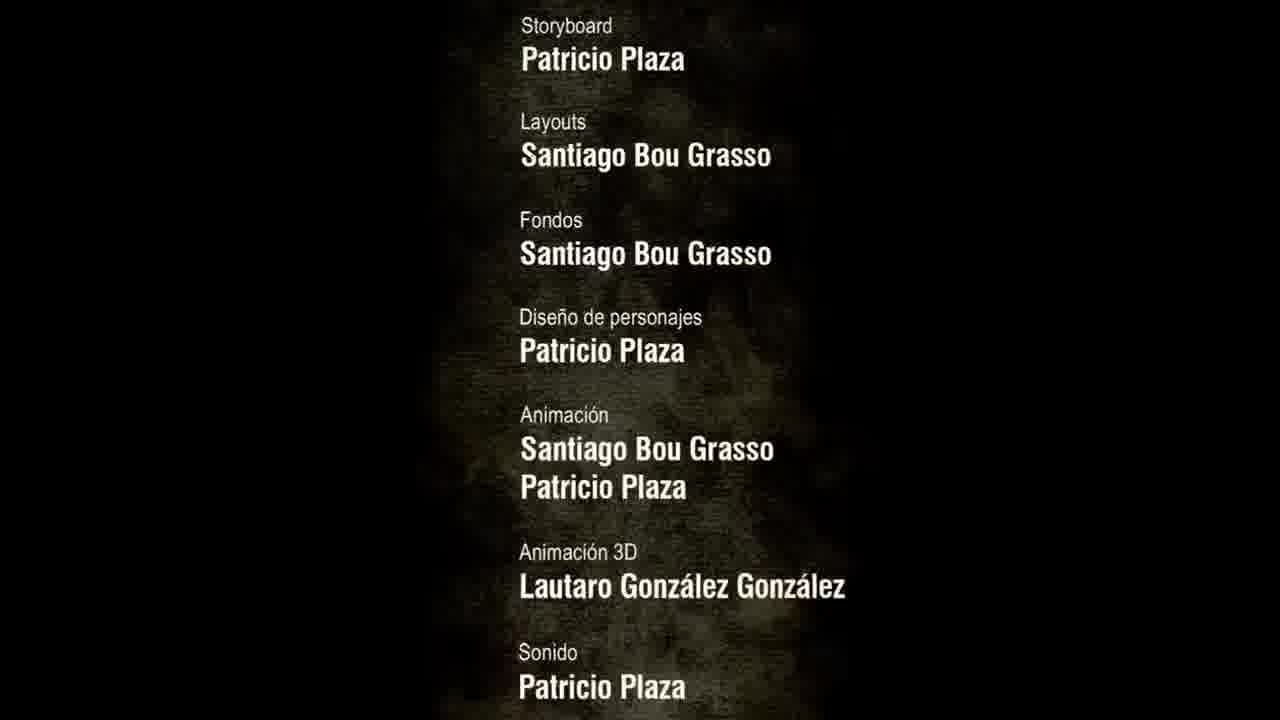 Storyboard
Patricio Plaza
Layouts
Santiago Bou Grasso
Fondos
Santiago Bou Grasso
Diseño de personajes
Patricio Plaza
Animación
Santiago Bou Grasso
Patricio Plaza
Animación 3D
Lautaro González González
Sonido
Patricio Plaza